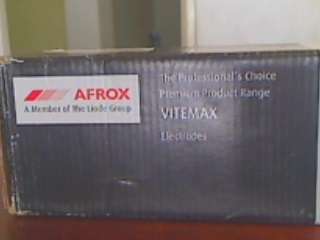 AFROX
A Member of The Linde Group
The Professional's Choice
Premium Product Range
VITEMAX
Electrodes